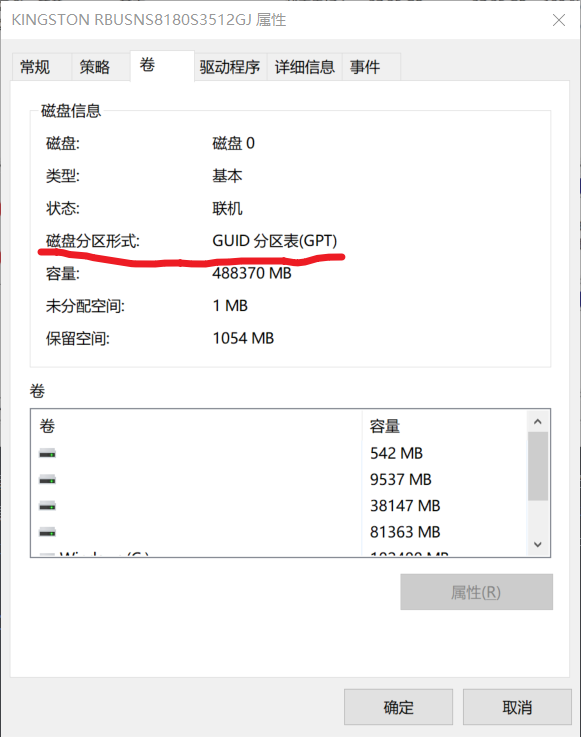 KINGSTON RBUSNS8180S3512GJ 属性
常规 策略 卷 驱动程序 详细信息 事件
磁盘信息
磁盘: 磁盘 0
类型: 基本
状态: 联机
磁盘分区形式: GUID 分区表(GPT)
容量: 488370 MB
未分配空间: 1 MB
保留空间: 1054 MB
卷
卷 容量
542 MB
9537 MB
38147 MB
81363 MB
属性(R)
确定 取消